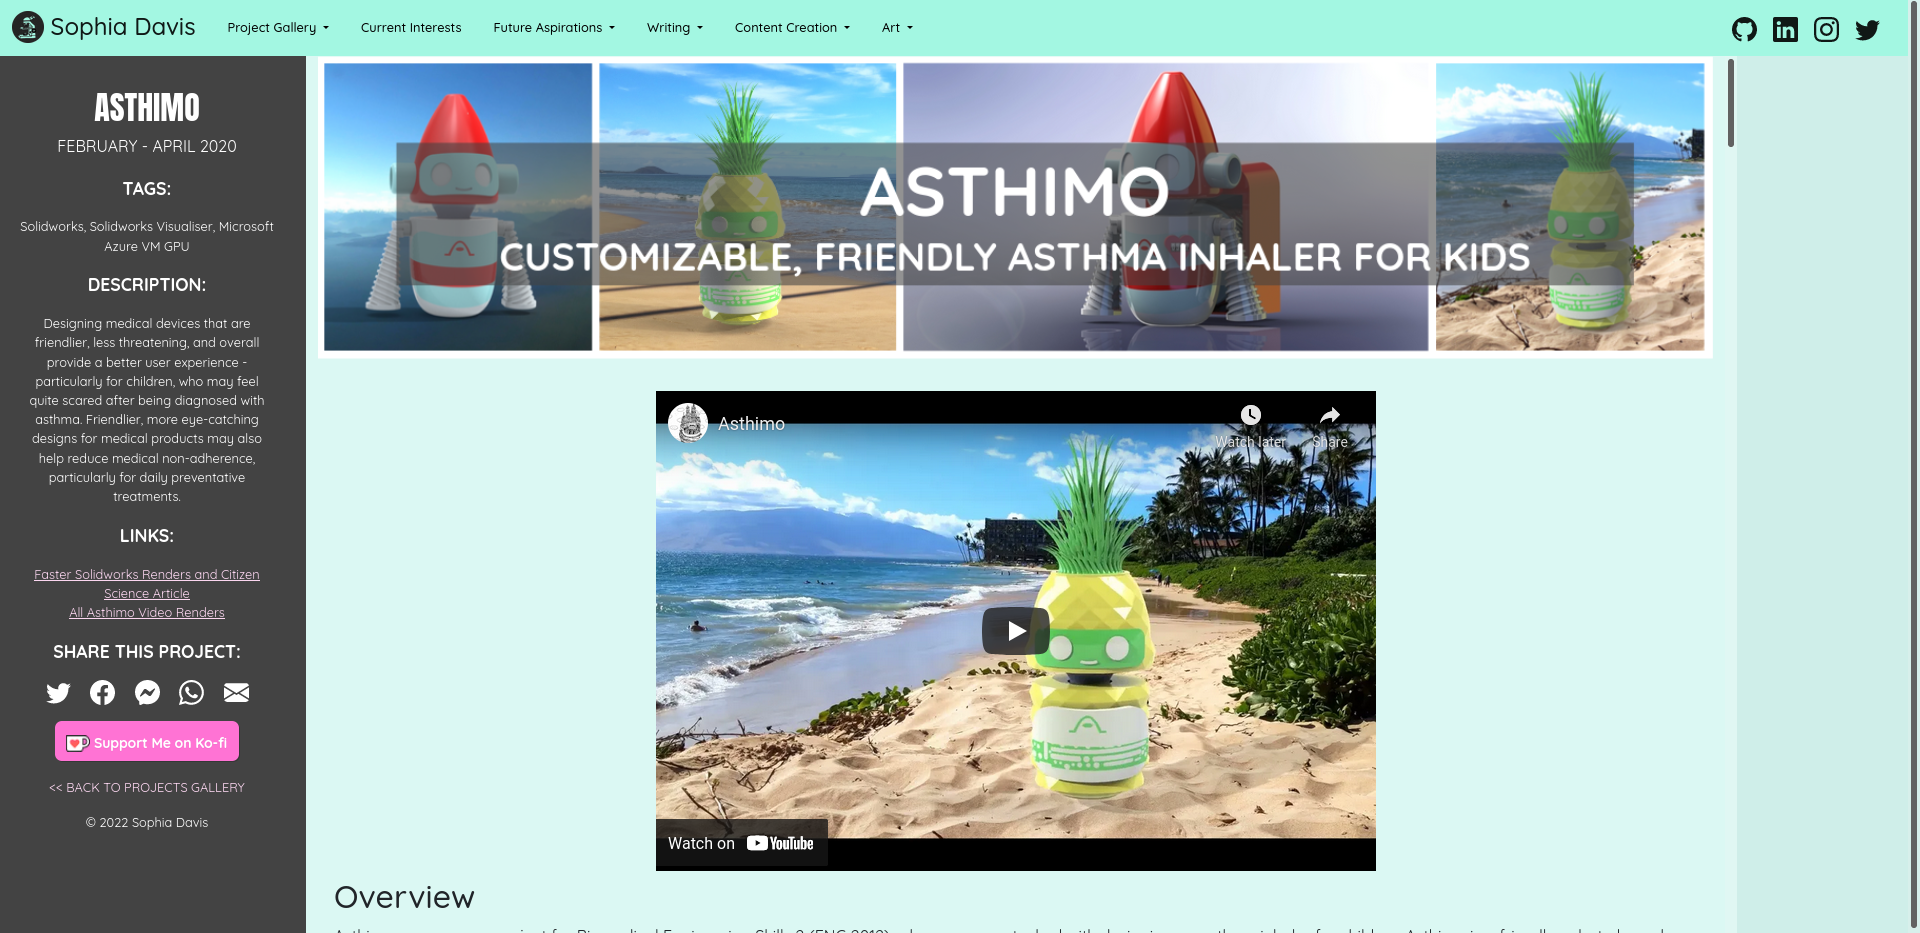 Sophia Davis
Project Gallery
Current Interests
Future Aspirations
Writing
Content Creation
Art
ASTHIMO
FEBRUARY - APRIL 2020
TAGS:
Solidworks, Solidworks Visualiser, Microsoft
Azure VM GPU
DESCRIPTION:
Designing medical devices that are
friendlier, less threatening, and overall
provide a better user experience -
particularly for children, who may feel
quite scared after being diagnosed with
asthma. Friendlier, more eye-catching
designs for medical products may also
help reduce medical non-adherence,
particularly for daily preventative
treatments.
LINKS:
Faster Solidworks Renders and Citizen
Science Article
All Asthimo Video Renders
SHARE THIS PROJECT:
Support Me on Ko-fi
<< BACK TO PROJECTS GALLERY
© 2022 Sophia Davis
ASTHIMO
CUSTOMIZABLE, FRIENDLY ASTHMA INHALER FOR KIDS
Asthimo
Watch later
Share
Watch on YouTube
Overview